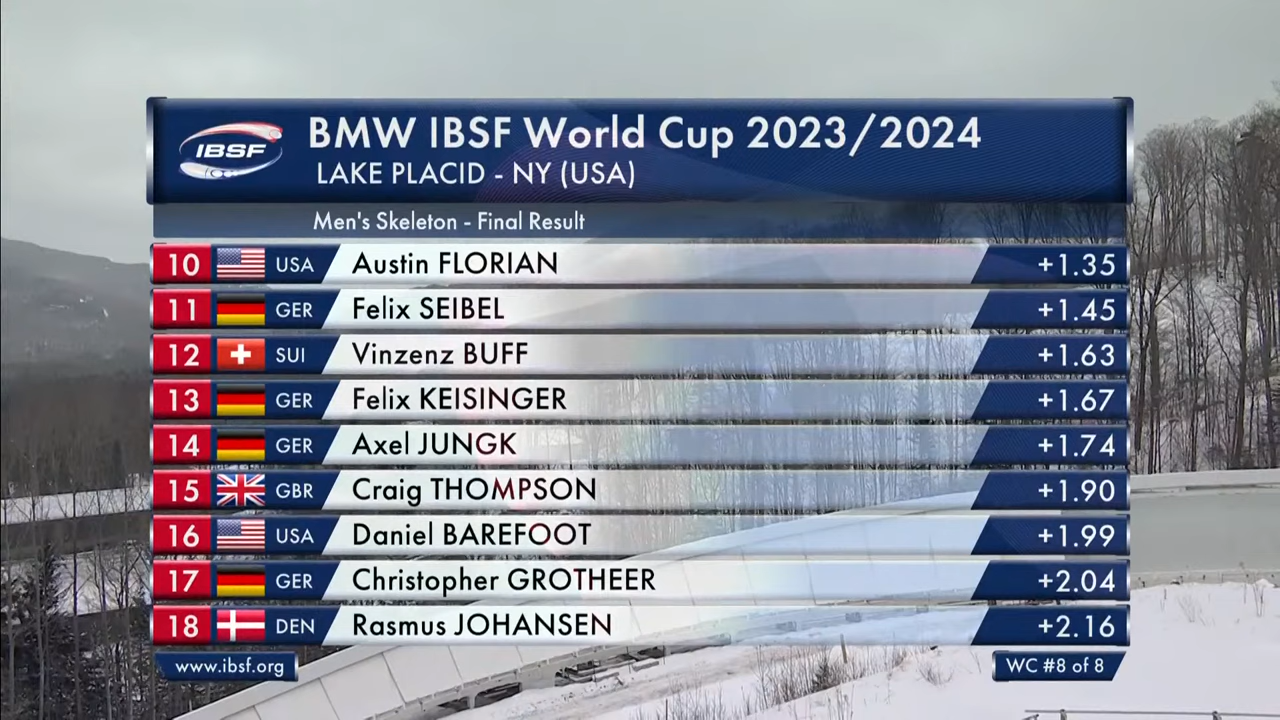 IBSF
BMW IBSF World Cup 2023/2024
LAKE PLACID - NY (USA)
Men's Skeleton - Final Result
10 USA Austin FLORIAN +1.35
11 GER Felix SEIBEL +1.45
12 SUI Vinzenz BUFF +1.63
13 GER Felix KEISINGER +1.67
14 GER Axel JUNGK +1.74
15 GBR Craig THOMPSON +1.90
16 USA Daniel BAREFOOT +1.99
17 GER Christopher GROTHEER +2.04
18 DEN Rasmus JOHANSEN +2.16
www.ibsf.org WC #8 of 8